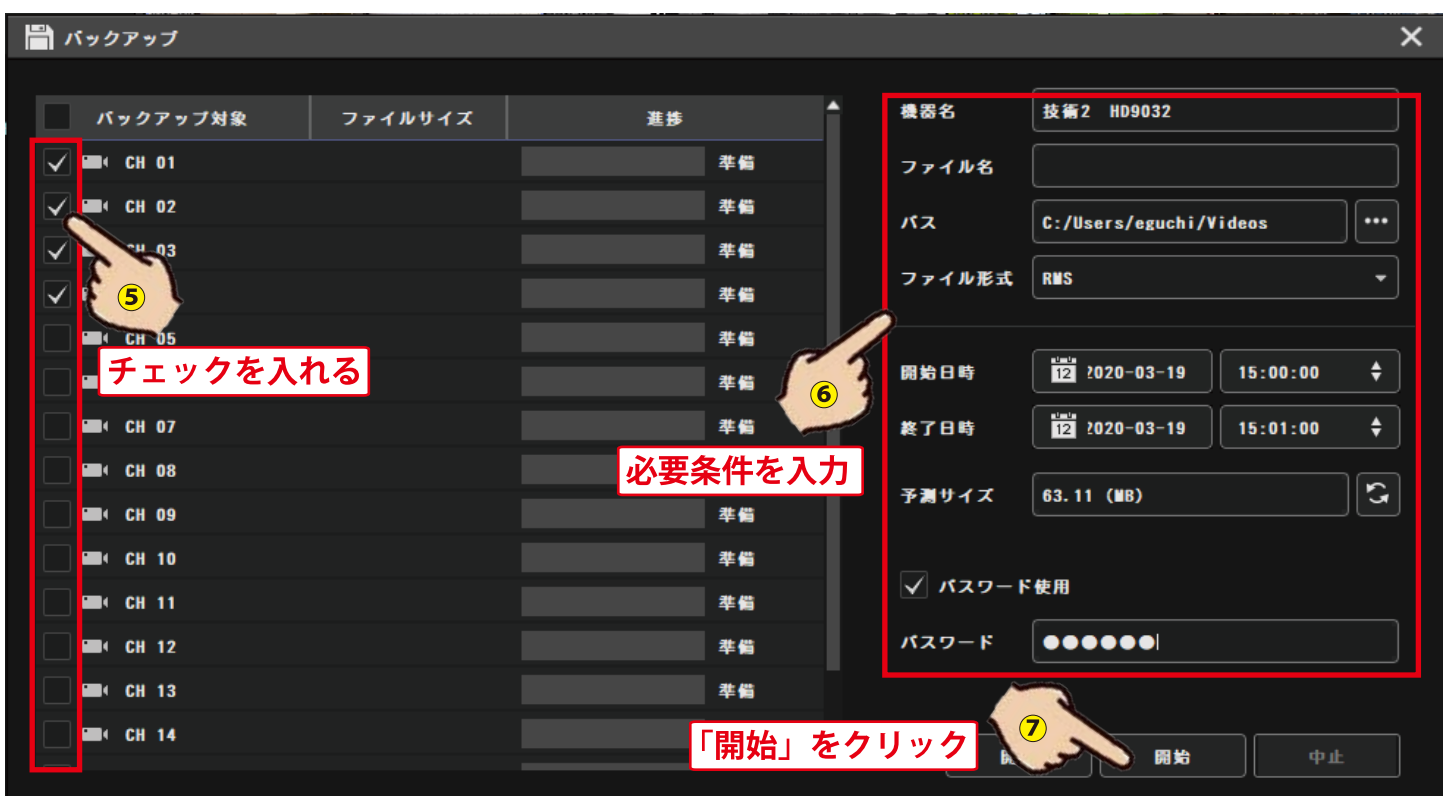 バックアップ
バックアップ対象 ファイルサイズ 進捗
CH 01 準備
CH 02 準備
CH 03 準備
準備
CH 05 準備
準備
CH 07 準備
CH 08
CH 09 準備
CH 10 準備
CH 11 準備
CH 12 準備
CH 13 準備
CH 14
⑤
チェックを入れる
機器名 技術2 HD9032
ファイル名
パス C:/Users/eguchi/Videos
ファイル形式 RMS
開始日時 12 2020-03-19 15:00:00
終了日時 12 2020-03-19 15:01:00
予測サイズ 63.11 (MB)
パスワード使用
パスワード ●●●●●●
⑥
必要条件を入力
⑦
「開始」をクリック
開始 中止